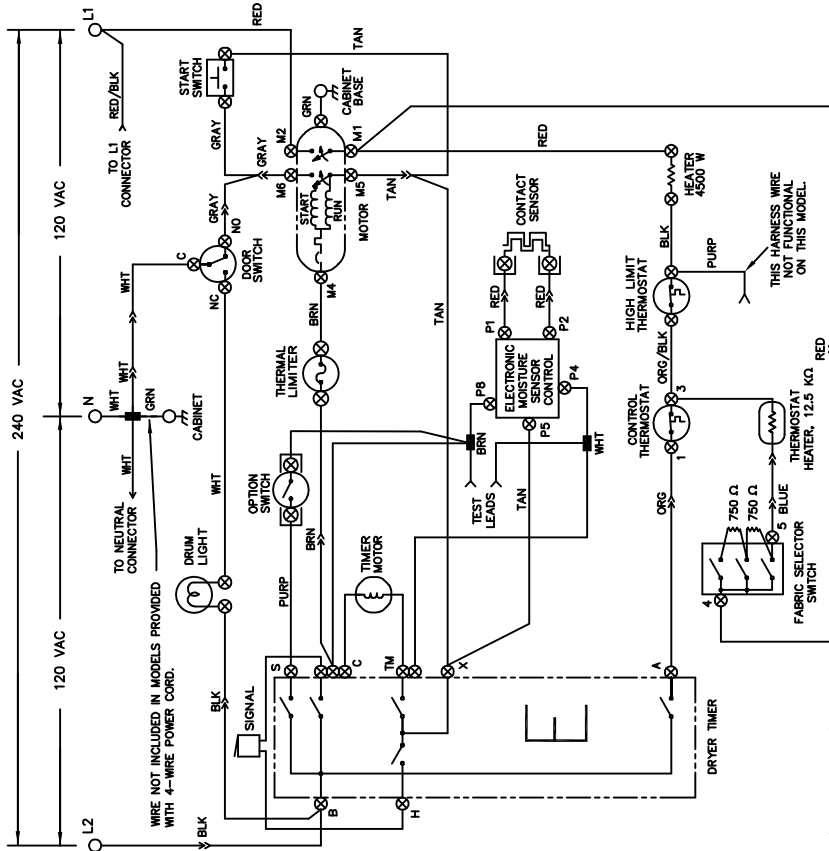 L1
240 VAC
120 VAC
120 VAC
N
L2
RED
RED/BLK
TO L1
CONNECTOR
START
SWITCH
TAN
GRAY
GRAY
GRAY
M2
M6
GRN
CABINET
BASE
M1
M5
TAN
START
RUN
MOTOR
M4
BRN
RED
HEATER
4500 W
WHT
C
NO
NC
DOOR
SWITCH
WHT
WHT
GRN
WHT
CABINET
TO NEUTRAL
CONNECTOR
WIRE NOT INCLUDED IN MODELS PROVIDED
WITH 4-WIRE POWER CORD.
WHT
DRUM
LIGHT
BLK
THERMAL
LIMITER
OPTION
SWITCH
PURP
BRN
TIMER
MOTOR
CONTACT
SENSOR
RED
RED
P1
P2
ELECTRONIC
MOISTURE
SENSOR
CONTROL
P8
P4
P5
BRN
WHT
TEST
LEADS
TAN
TAN
BLK
PURP
THIS HARNESS WIRE
NOT FUNCTIONAL
ON THIS MODEL.
HIGH LIMIT
THERMOSTAT
ORG/BLK
3
CONTROL
THERMOSTAT
1
ORG
THERMOSTAT
HEATER, 12.5 KΩ
RED
750 Ω
750 Ω
5
BLUE
4
FABRIC SELECTOR
SWITCH
SIGNAL
S
C
TM
X
A
B
H
BLK
DRYER TIMER